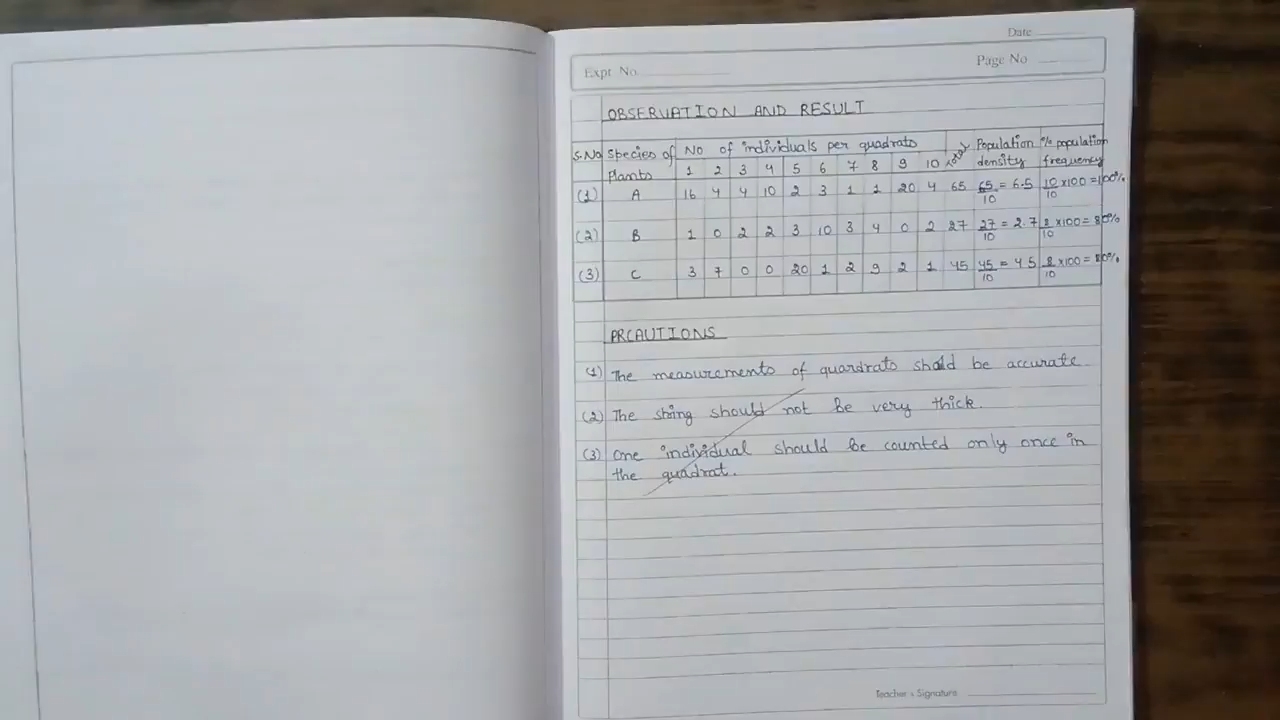 Date
Expt. No.
Page No
OBSERVATION AND RESULT
S.No Species of Plants No of individuals per quadrats Total Population density % population frequency
1 2 3 4 5 6 7 8 9 10
(1) A 16 4 4 10 2 3 1 1 20 4 65 65/10 = 6.5 10/10 x100 = 100%
(2) B 1 0 2 2 3 10 3 4 0 2 27 27/10 = 2.7 8/10 x100 = 80%
(3) C 3 7 0 0 20 1 2 9 2 1 45 45/10 = 4.5 8/10 x100 = 80%
PRCAUTIONS
(1) The measurements of quardrats should be accurate.
(2) The string should not be very thick.
(3) One individual should be counted only once in
the quadrat.
Teacher's Signature